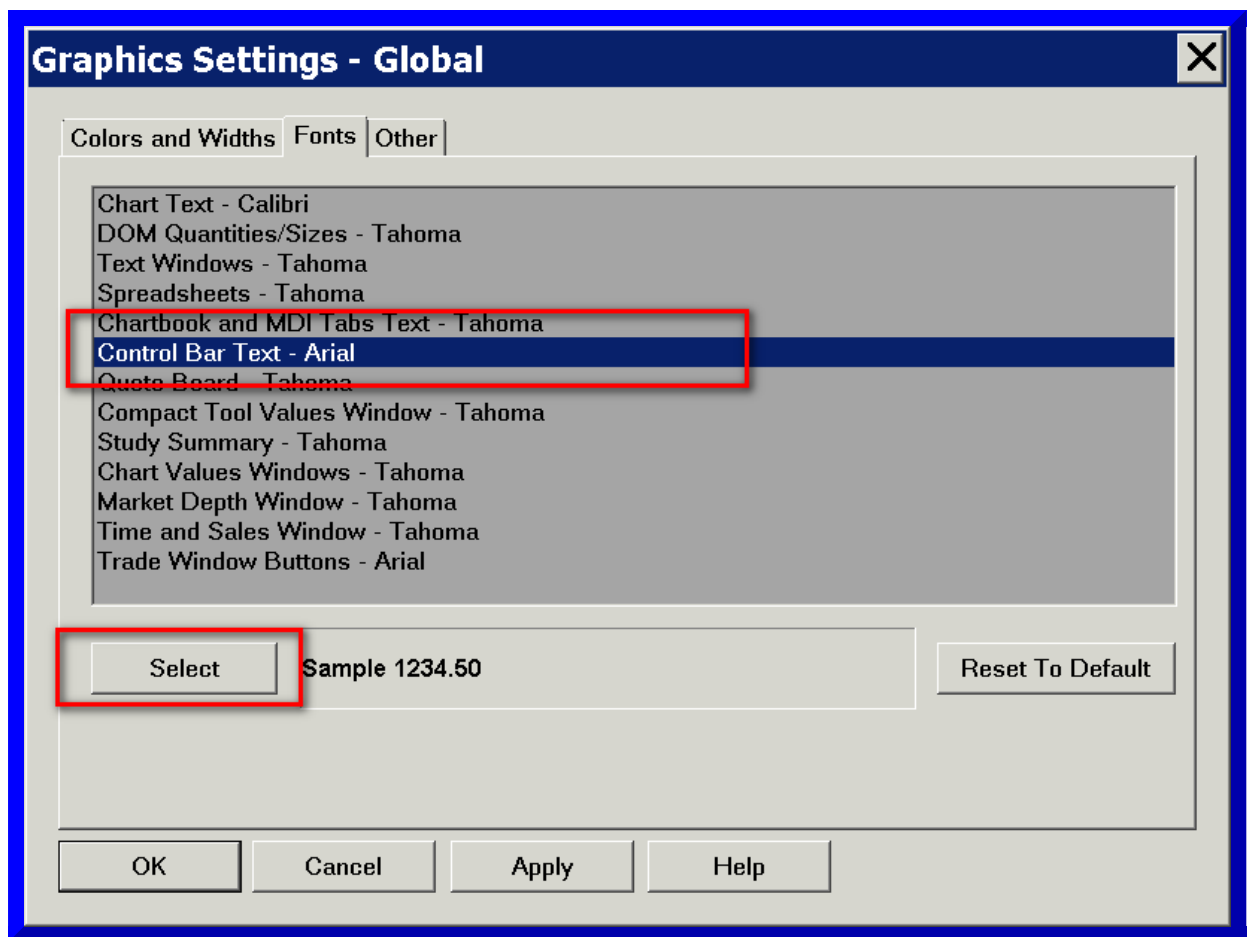 Graphics Settings - Global
Colors and Widths Fonts Other
Chart Text - Calibri
DOM Quantities/Sizes - Tahoma
Text Windows - Tahoma
Spreadsheets - Tahoma
Chartbook and MDI Tabs Text - Tahoma
Control Bar Text - Arial
Quote Board - Tahoma
Compact Tool Values Window - Tahoma
Study Summary - Tahoma
Chart Values Windows - Tahoma
Market Depth Window - Tahoma
Time and Sales Window - Tahoma
Trade Window Buttons - Arial
Select Sample 1234.50 Reset To Default
OK Cancel Apply Help